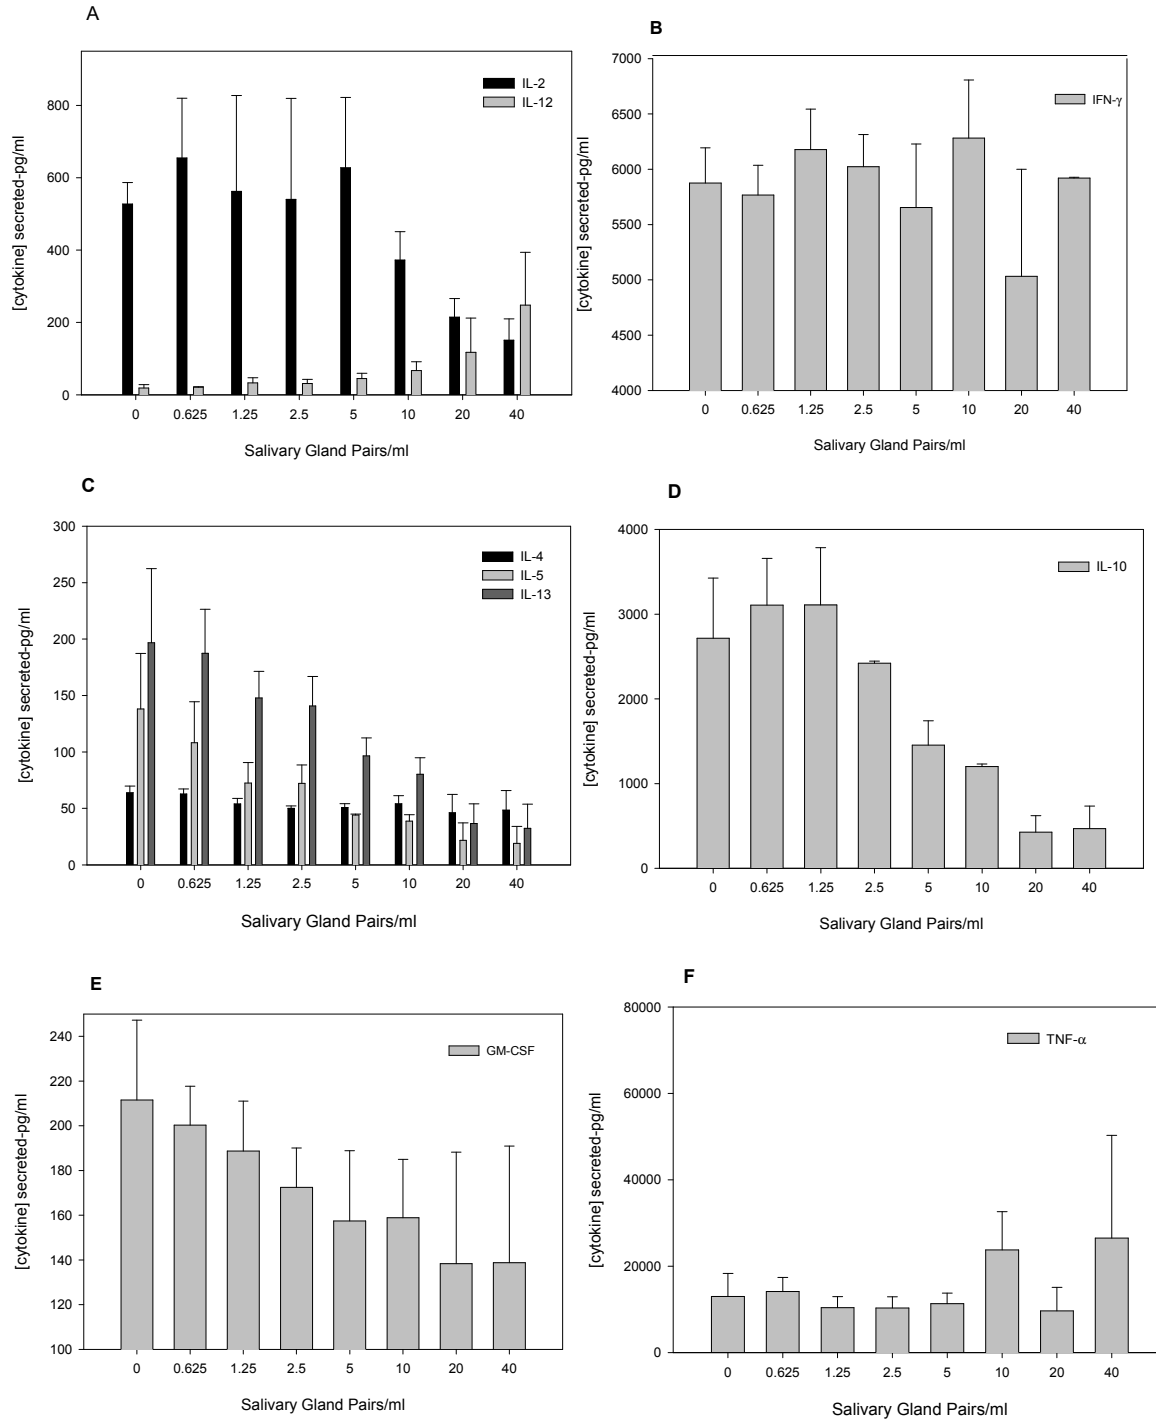 A
[cytokine] secreted-pg/ml
800
600
400
200
0
IL-2
IL-12
0 0.625 1.25 2.5 5 10 20 40
Salivary Gland Pairs/ml
B
[cytokine] secreted-pg/ml
7000
6500
6000
5500
5000
4500
4000
IFN-γ
0 0.625 1.25 2.5 5 10 20 40
Salivary Gland Pairs/ml
C
[cytokine] secreted-pg/ml
300
250
200
150
100
50
0
IL-4
IL-5
IL-13
0 0.625 1.25 2.5 5 10 20 40
Salivary Gland Pairs/ml
D
[cytokine] secreted-pg/ml
4000
3000
2000
1000
0
IL-10
0 0.625 1.25 2.5 5 10 20 40
Salivary Gland Pairs/ml
E
[cytokine] secreted-pg/ml
240
220
200
180
160
140
120
100
GM-CSF
0 0.625 1.25 2.5 5 10 20 40
Salivary Gland Pairs/ml
F
[cytokine] secreted-pg/ml
80000
60000
40000
20000
0
TNF-α
0 0.625 1.25 2.5 5 10 20 40
Salivary Gland Pairs/ml